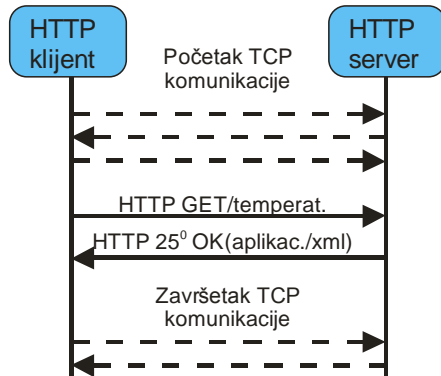 HTTP
klijent
HTTP
server
Početak TCP
komunikacije
HTTP GET/temperat.
HTTP 25⁰ OK(aplikac./xml)
Završetak TCP
komunikacije